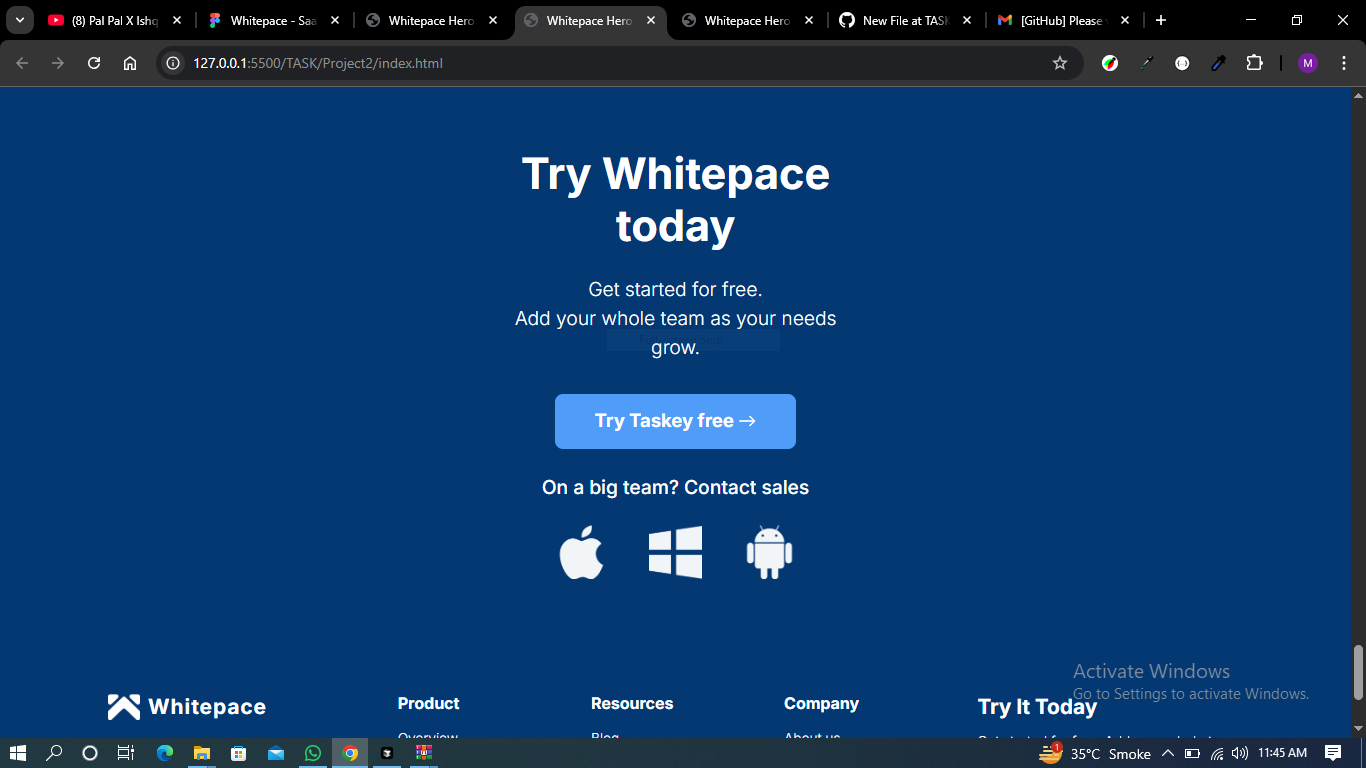 (8) Pal Pal X Ishq
Whitepace - Saa
Whitepace Hero
Whitepace Hero
Whitepace Hero
New File at TASK
[GitHub] Please
127.0.0.1:5500/TASK/Project2/index.html
M
Try Whitepace
today
Get started for free.
Add your whole team as your needs
grow.
Try Taskey free →
On a big team? Contact sales
Activate Windows
Go to Settings to activate Windows.
Whitepace
Product
Resources
Company
Try It Today
Overview
Blog
About us
1
35°C Smoke
11:45 AM